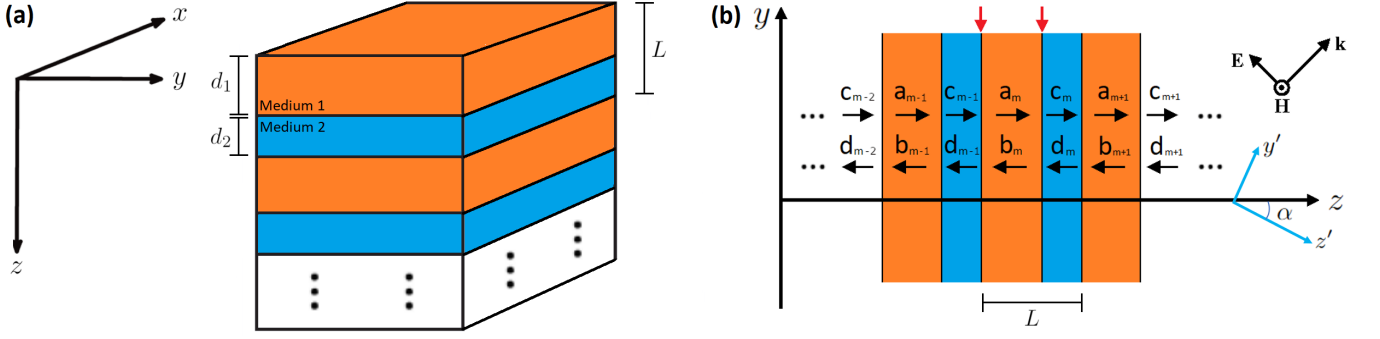 (a)
x
y
z
d₁
d₂
Medium 1
Medium 2
L
(b)
y
E
k
H
cₘ₋₂ aₘ₋₁ cₘ₋₁ aₘ cₘ aₘ₊₁ cₘ₊₁
dₘ₋₂ bₘ₋₁ dₘ₋₁ bₘ dₘ bₘ₊₁ dₘ₊₁
y′
z
α
z′
L